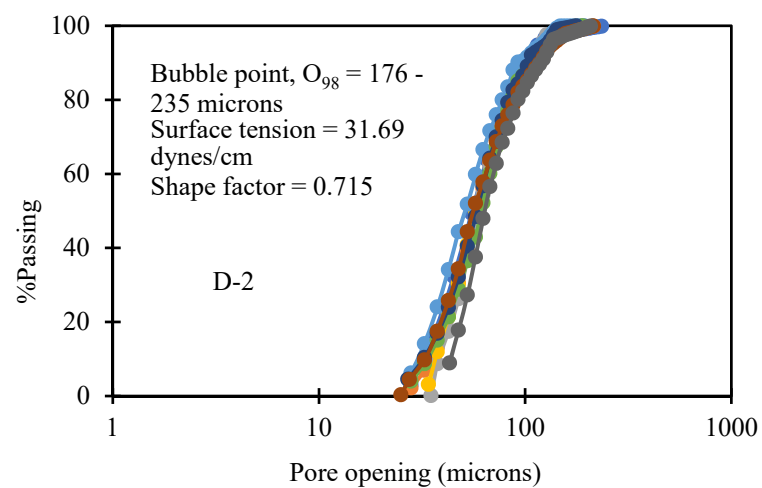 100
80
60
40
20
0
%Passing
Bubble point, O₉₈ = 176 -
235 microns
Surface tension = 31.69
dynes/cm
Shape factor = 0.715
D-2
1 10 100 1000
Pore opening (microns)